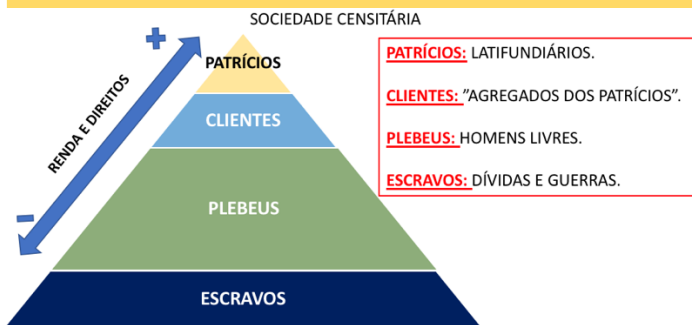 SOCIEDADE CENSITÁRIA
+
RENDA E DIREITOS
-
PATRÍCIOS
CLIENTES
PLEBEUS
ESCRAVOS
PATRÍCIOS: LATIFUNDIÁRIOS.
CLIENTES: ”AGREGADOS DOS PATRÍCIOS”.
PLEBEUS: HOMENS LIVRES.
ESCRAVOS: DÍVIDAS E GUERRAS.